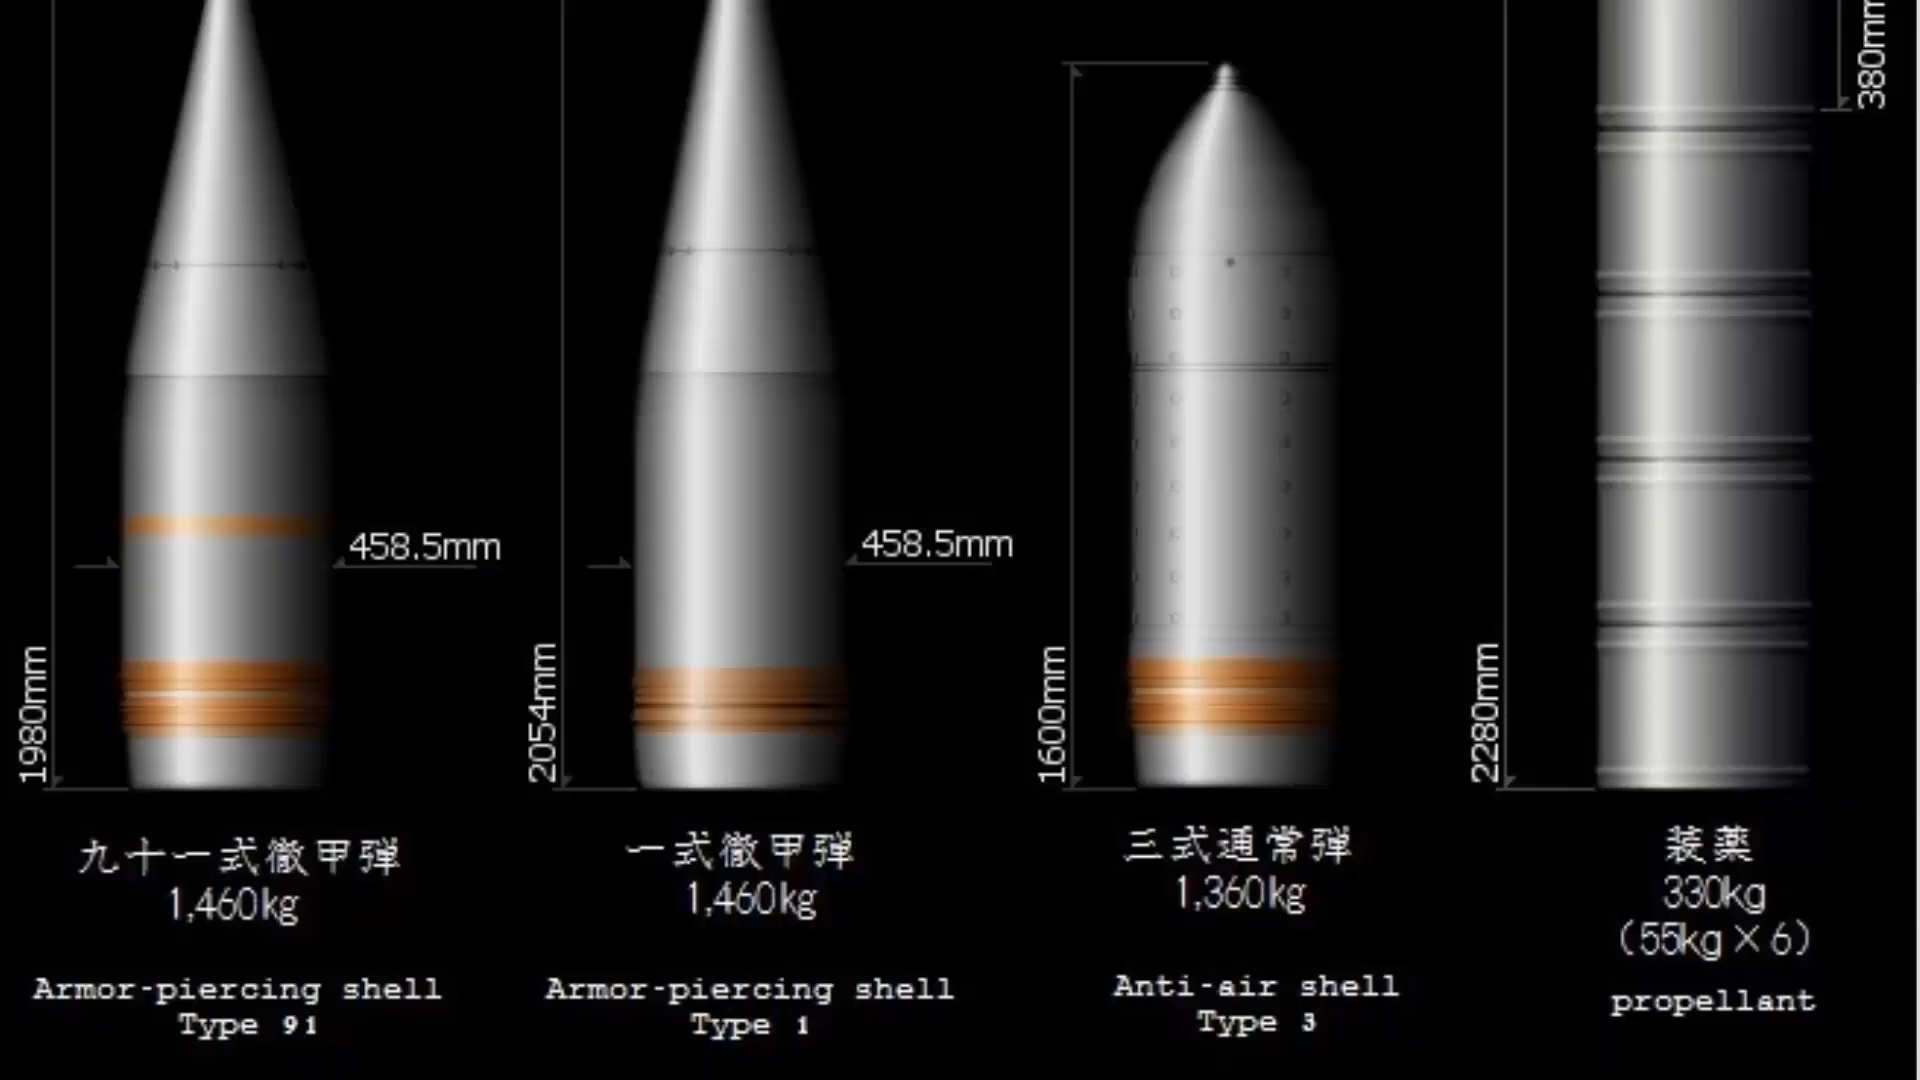 380mm
458.5mm
458.5mm
1980mm
2054mm
1600mm
2280mm
九十一式徹甲弾
1,460kg
Armor-piercing shell
Type 91
一式徹甲弾
1,460kg
Armor-piercing shell
Type 1
三式通常弾
1,360kg
Anti-air shell
Type 3
装薬
330kg
(55kg×6)
propellant